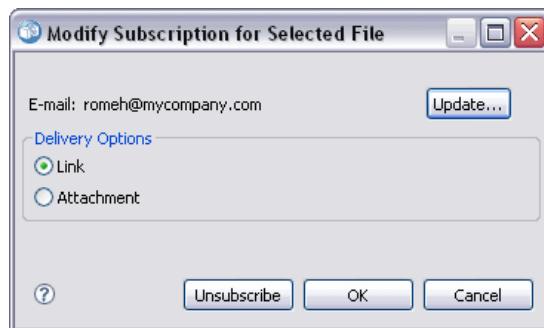 Modify Subscription for Selected File
E-mail: romeh@mycompany.com
Update...
Delivery Options
Link
Attachment
?
Unsubscribe
OK
Cancel